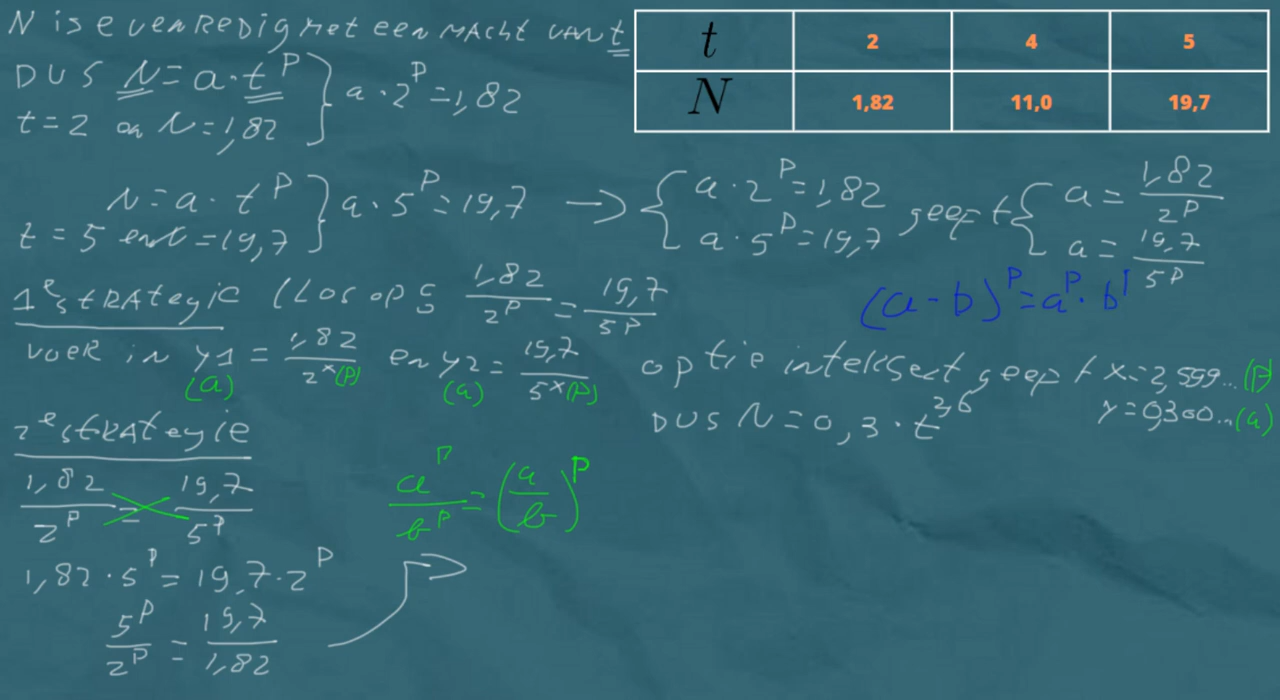 N is evenredig met een macht van t
DUS N = a · t^P } a · 2^P = 1,82
t = 2 en N = 1,82
t 2 4 5
N 1,82 11,0 19,7
N = a · t^P } a · 5^P = 19,7 → { a · 2^P = 1,82 geeft { a = 1,82 / 2^P
t = 5 en N = 19,7 { a · 5^P = 19,7 { a = 19,7 / 5^P
(a - b)^P = a^P · b^P
1e strategie (Los op) 1,82 / 2^P = 19,7 / 5^P
voer in y1 = 1,82 / 2^x (P) en y2 = 19,7 / 5^x (P) optie intersect geeft x = 2,599... (P)
(a) (a) y = 0,300... (a)
DUS N = 0,3 · t^2,6
2e strategie
1,82 / 2^P = 19,7 / 5^P
a^P / b^P = (a / b)^P
1,82 · 5^P = 19,7 · 2^P
5^P / 2^P = 19,7 / 1,82